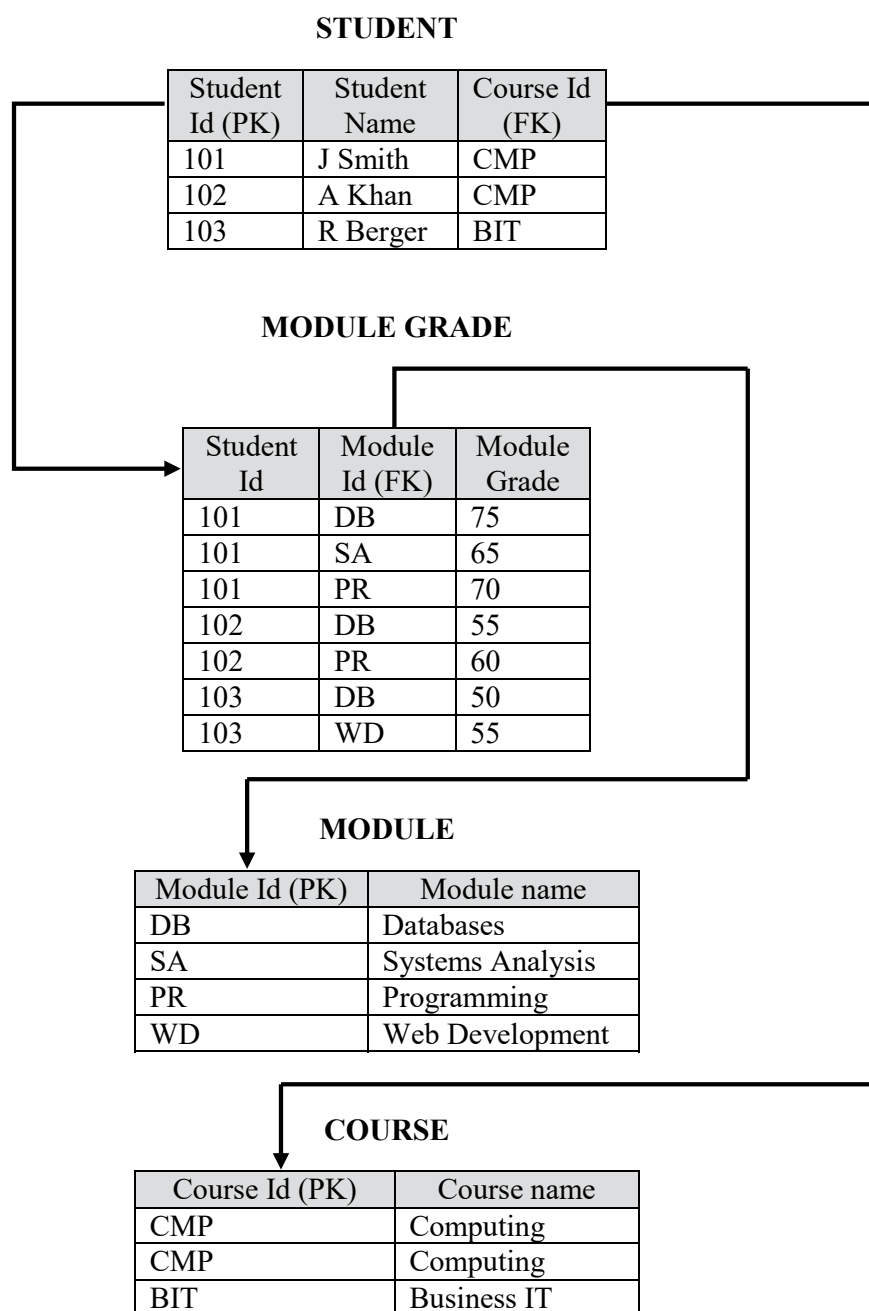 STUDENT
Student Id (PK) Student Name Course Id (FK)
101 J Smith CMP
102 A Khan CMP
103 R Berger BIT
MODULE GRADE
Student Id Module Id (FK) Module Grade
101 DB 75
101 SA 65
101 PR 70
102 DB 55
102 PR 60
103 DB 50
103 WD 55
MODULE
Module Id (PK) Module name
DB Databases
SA Systems Analysis
PR Programming
WD Web Development
COURSE
Course Id (PK) Course name
CMP Computing
CMP Computing
BIT Business IT